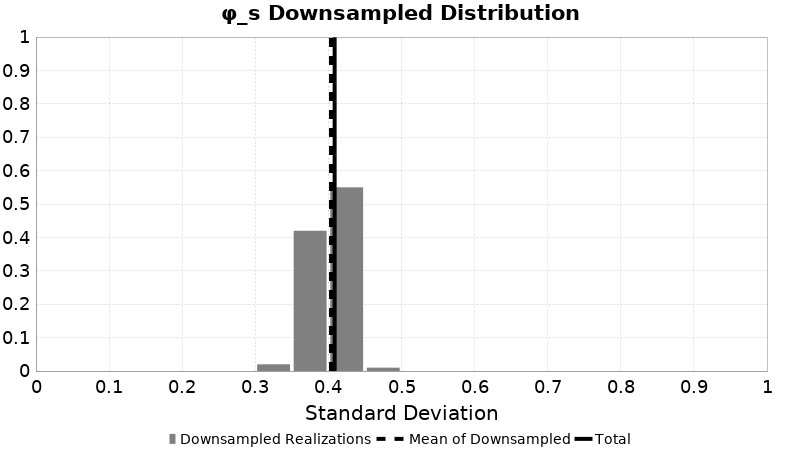 φ_s Downsampled Distribution
1
0.9
0.8
0.7
0.6
0.5
0.4
0.3
0.2
0.1
0
0 0.1 0.2 0.3 0.4 0.5 0.6 0.7 0.8 0.9 1
Standard Deviation
Downsampled Realizations Mean of Downsampled Total